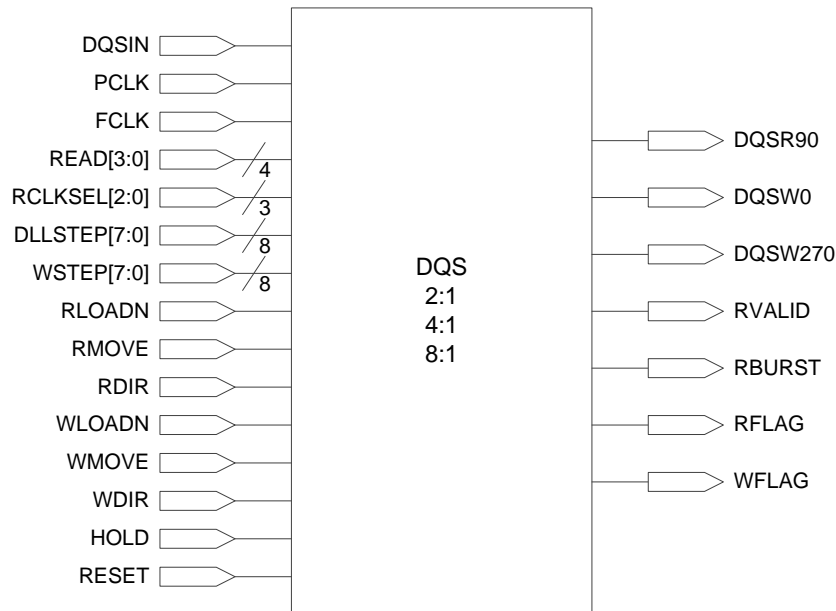 DQSIN
PCLK
FCLK
READ[3:0]
4
RCLKSEL[2:0]
3
DLLSTEP[7:0]
8
WSTEP[7:0]
8
RLOADN
RMOVE
RDIR
WLOADN
WMOVE
WDIR
HOLD
RESET
DQS
2:1
4:1
8:1
DQSR90
DQSW0
DQSW270
RVALID
RBURST
RFLAG
WFLAG